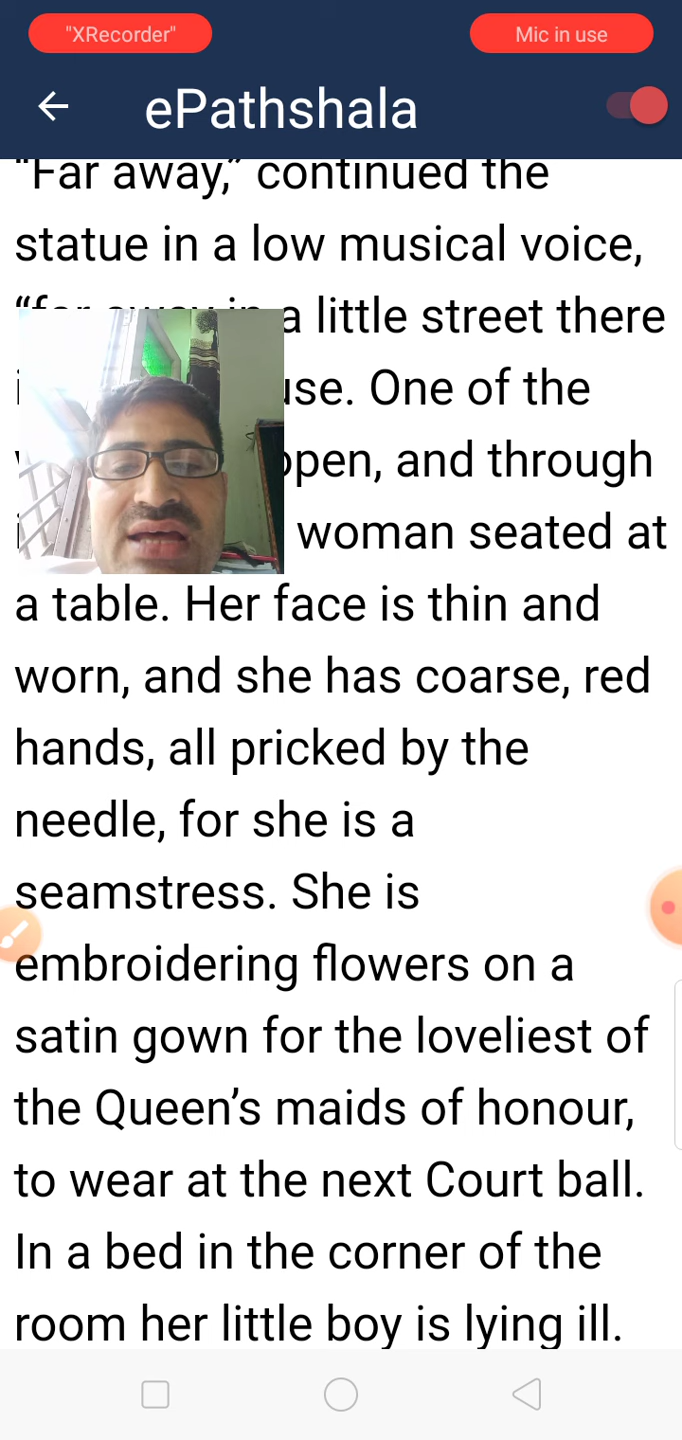 "XRecorder"
Mic in use
ePathshala
"Far away,” continued the
statue in a low musical voice,
a little street there
One of the
and through
woman seated at
a table. Her face is thin and
worn, and she has coarse, red
hands, all pricked by the
needle, for she is a
seamstress. She is
embroidering flowers on a
satin gown for the loveliest of
the Queen’s maids of honour,
to wear at the next Court ball.
In a bed in the corner of the
room her little boy is lying ill.